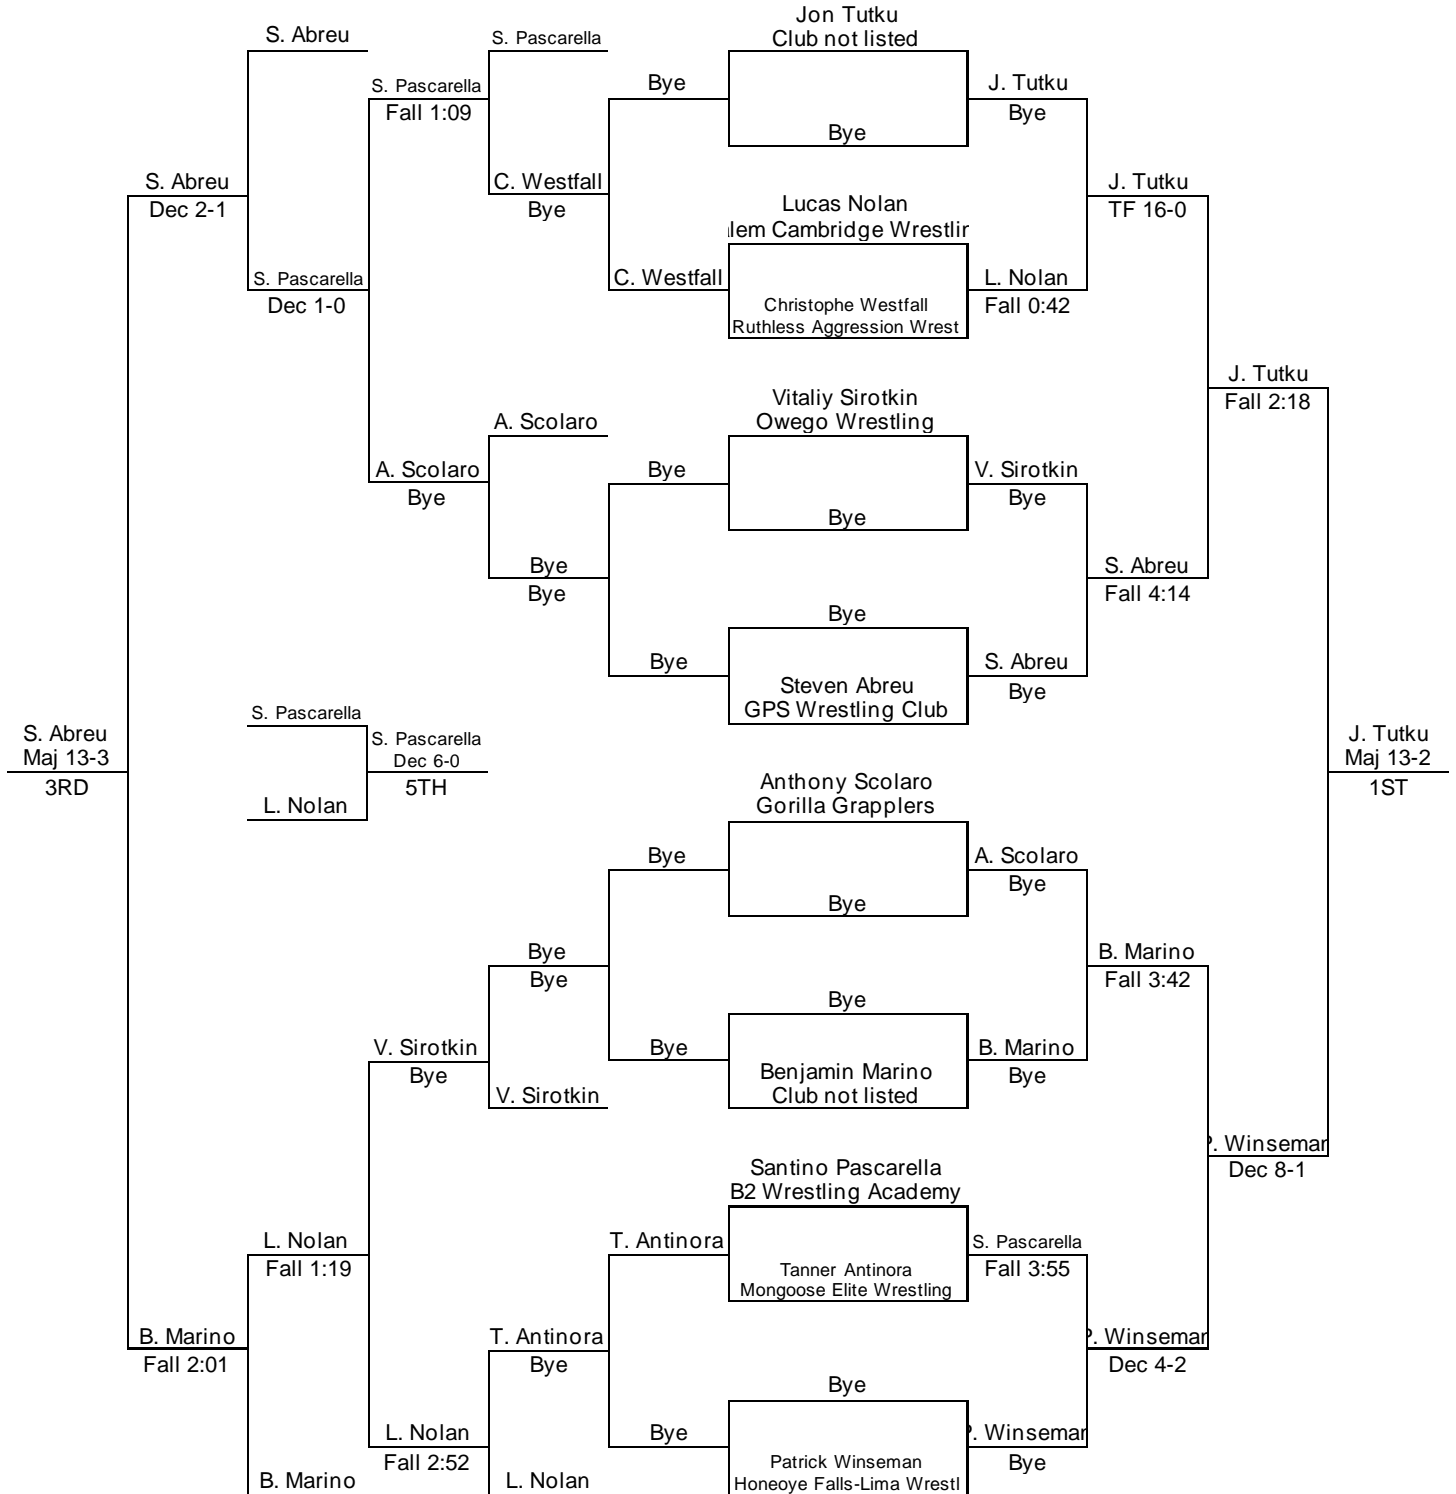 Jon Tutku
Club not listed
S. Abreu
S. Pascarella
S. Pascarella
Fall 1:09
Bye
J. Tutku
Bye
Bye
S. Abreu
Dec 2-1
C. Westfall
Bye
J. Tutku
TF 16-0
Lucas Nolan
lem Cambridge Wrestlin
S. Pascarella
Dec 1-0
C. Westfall
L. Nolan
Fall 0:42
Christophe Westfall
Ruthless Aggression Wrest
J. Tutku
Fall 2:18
Vitaliy Sirotkin
Owego Wrestling
A. Scolaro
A. Scolaro
Bye
Bye
V. Sirotkin
Bye
Bye
Bye
Bye
S. Abreu
Fall 4:14
Bye
Bye
S. Abreu
Bye
Steven Abreu
GPS Wrestling Club
S. Pascarella
S. Abreu
Maj 13-3
3RD
S. Pascarella
Dec 6-0
5TH
J. Tutku
Maj 13-2
1ST
L. Nolan
Anthony Scolaro
Gorilla Grapplers
Bye
A. Scolaro
Bye
Bye
Bye
Bye
B. Marino
Fall 3:42
Bye
V. Sirotkin
Bye
Bye
B. Marino
Bye
Benjamin Marino
Club not listed
V. Sirotkin
P. Winseman
Dec 8-1
Santino Pascarella
B2 Wrestling Academy
L. Nolan
Fall 1:19
T. Antinora
S. Pascarella
Fall 3:55
Tanner Antinora
Mongoose Elite Wrestling
B. Marino
Fall 2:01
T. Antinora
Bye
P. Winseman
Dec 4-2
Bye
L. Nolan
Fall 2:52
Bye
P. Winseman
Bye
Patrick Winseman
Honeoye Falls-Lima Wrestl
B. Marino
L. Nolan